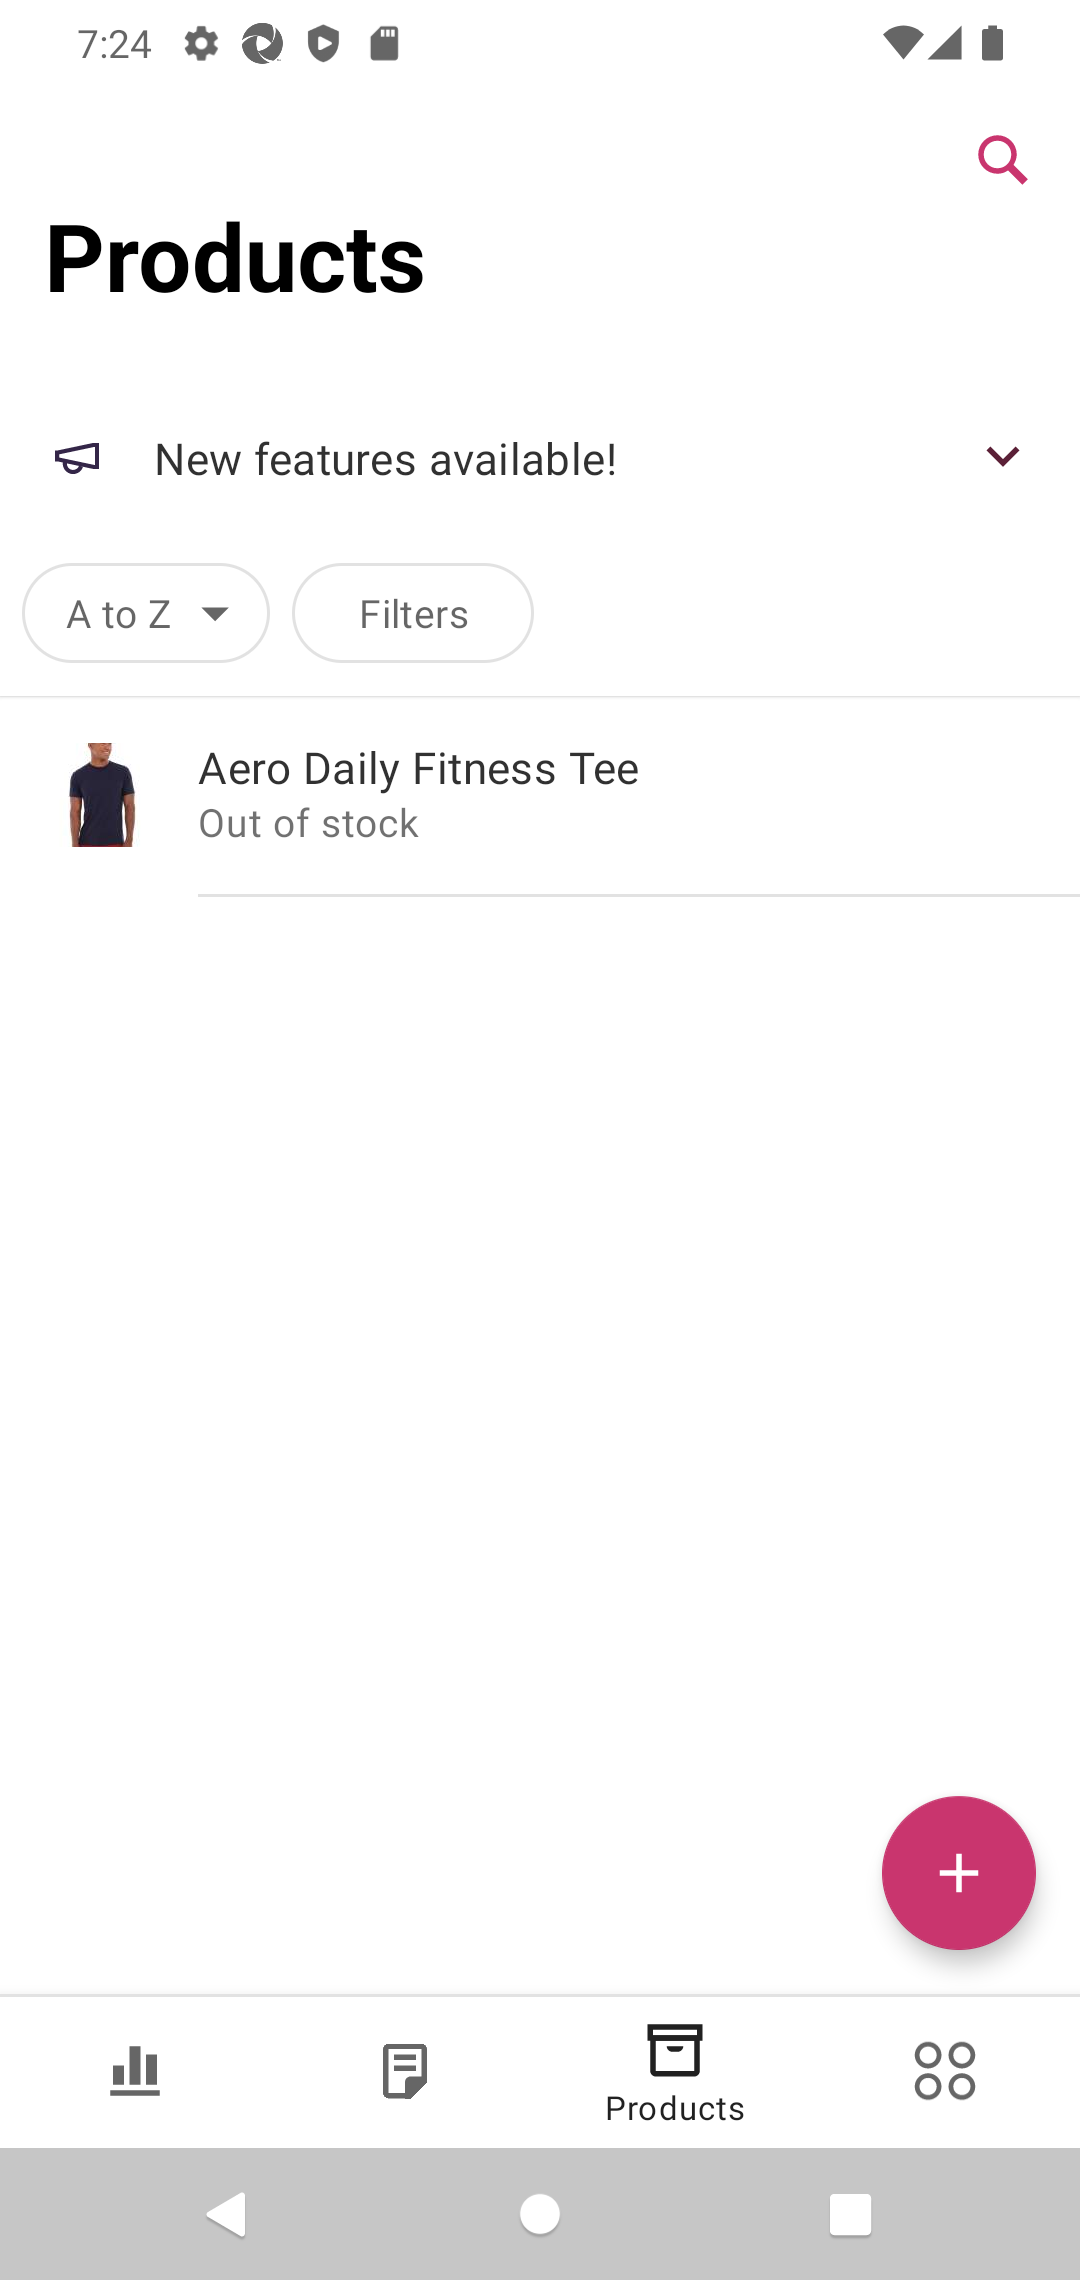 7:24
Products
New features available!
A to Z
Filters
Aero Daily Fitness Tee
Out of stock
Products